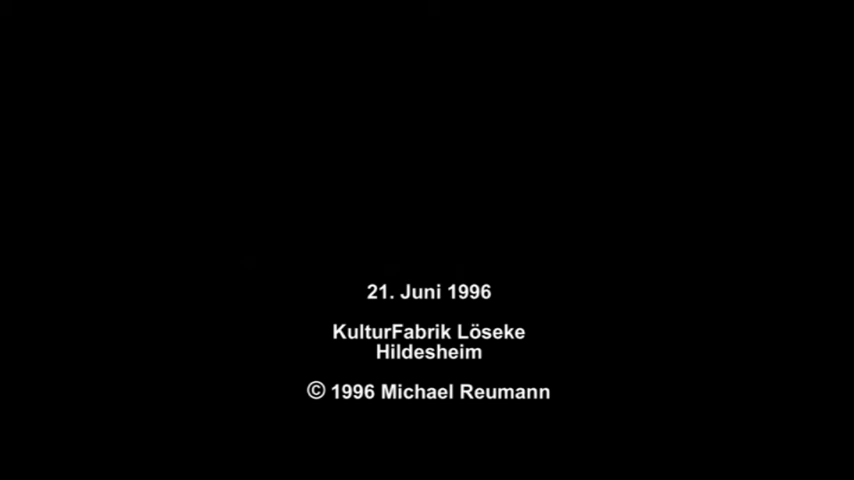 21. Juni 1996
KulturFabrik Löseke
Hildesheim
© 1996 Michael Reumann